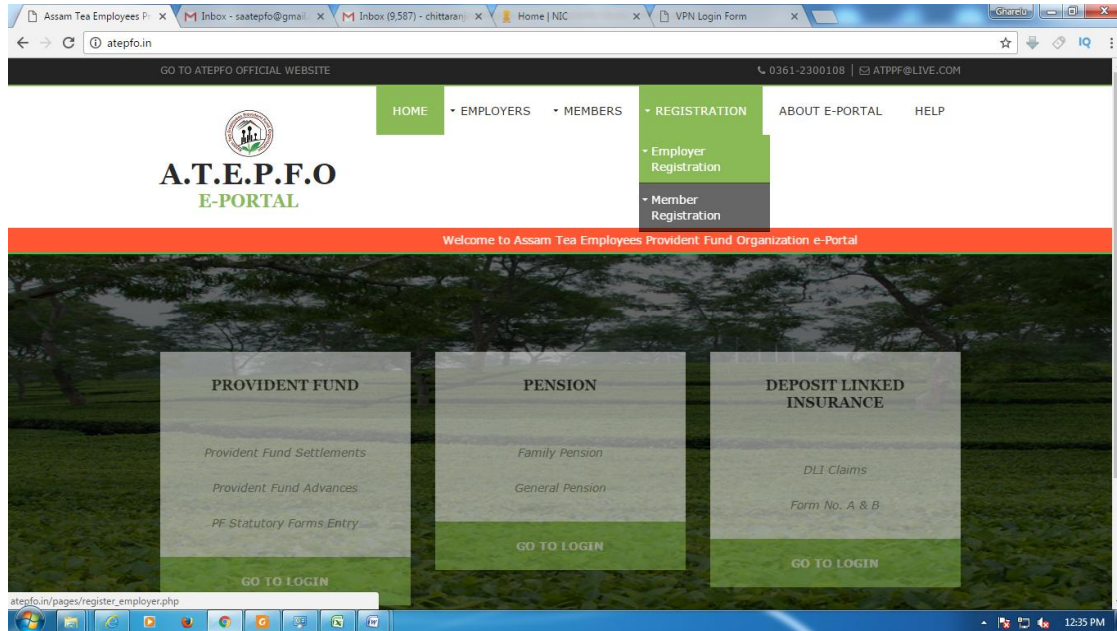 Assam Tea Employees Pr
Inbox - saatepfo@gmail.
Inbox (9,587) - chittaranj
Home | NIC
VPN Login Form
Gharelu
atepfo.in
IQ
GO TO ATEPFO OFFICIAL WEBSITE
0361-2300108 | ATPPF@LIVE.COM
HOME EMPLOYERS MEMBERS REGISTRATION ABOUT E-PORTAL HELP
Employer
Registration
Member
Registration
A.T.E.P.F.O
E-PORTAL
Welcome to Assam Tea Employees Provident Fund Organization e-Portal
PROVIDENT FUND
Provident Fund Settlements
Provident Fund Advances
PF Statutory Forms Entry
GO TO LOGIN
PENSION
Family Pension
General Pension
GO TO LOGIN
DEPOSIT LINKED
INSURANCE
DLI Claims
Form No. A & B
GO TO LOGIN
atepfo.in/pages/register_employer.php
12:35 PM